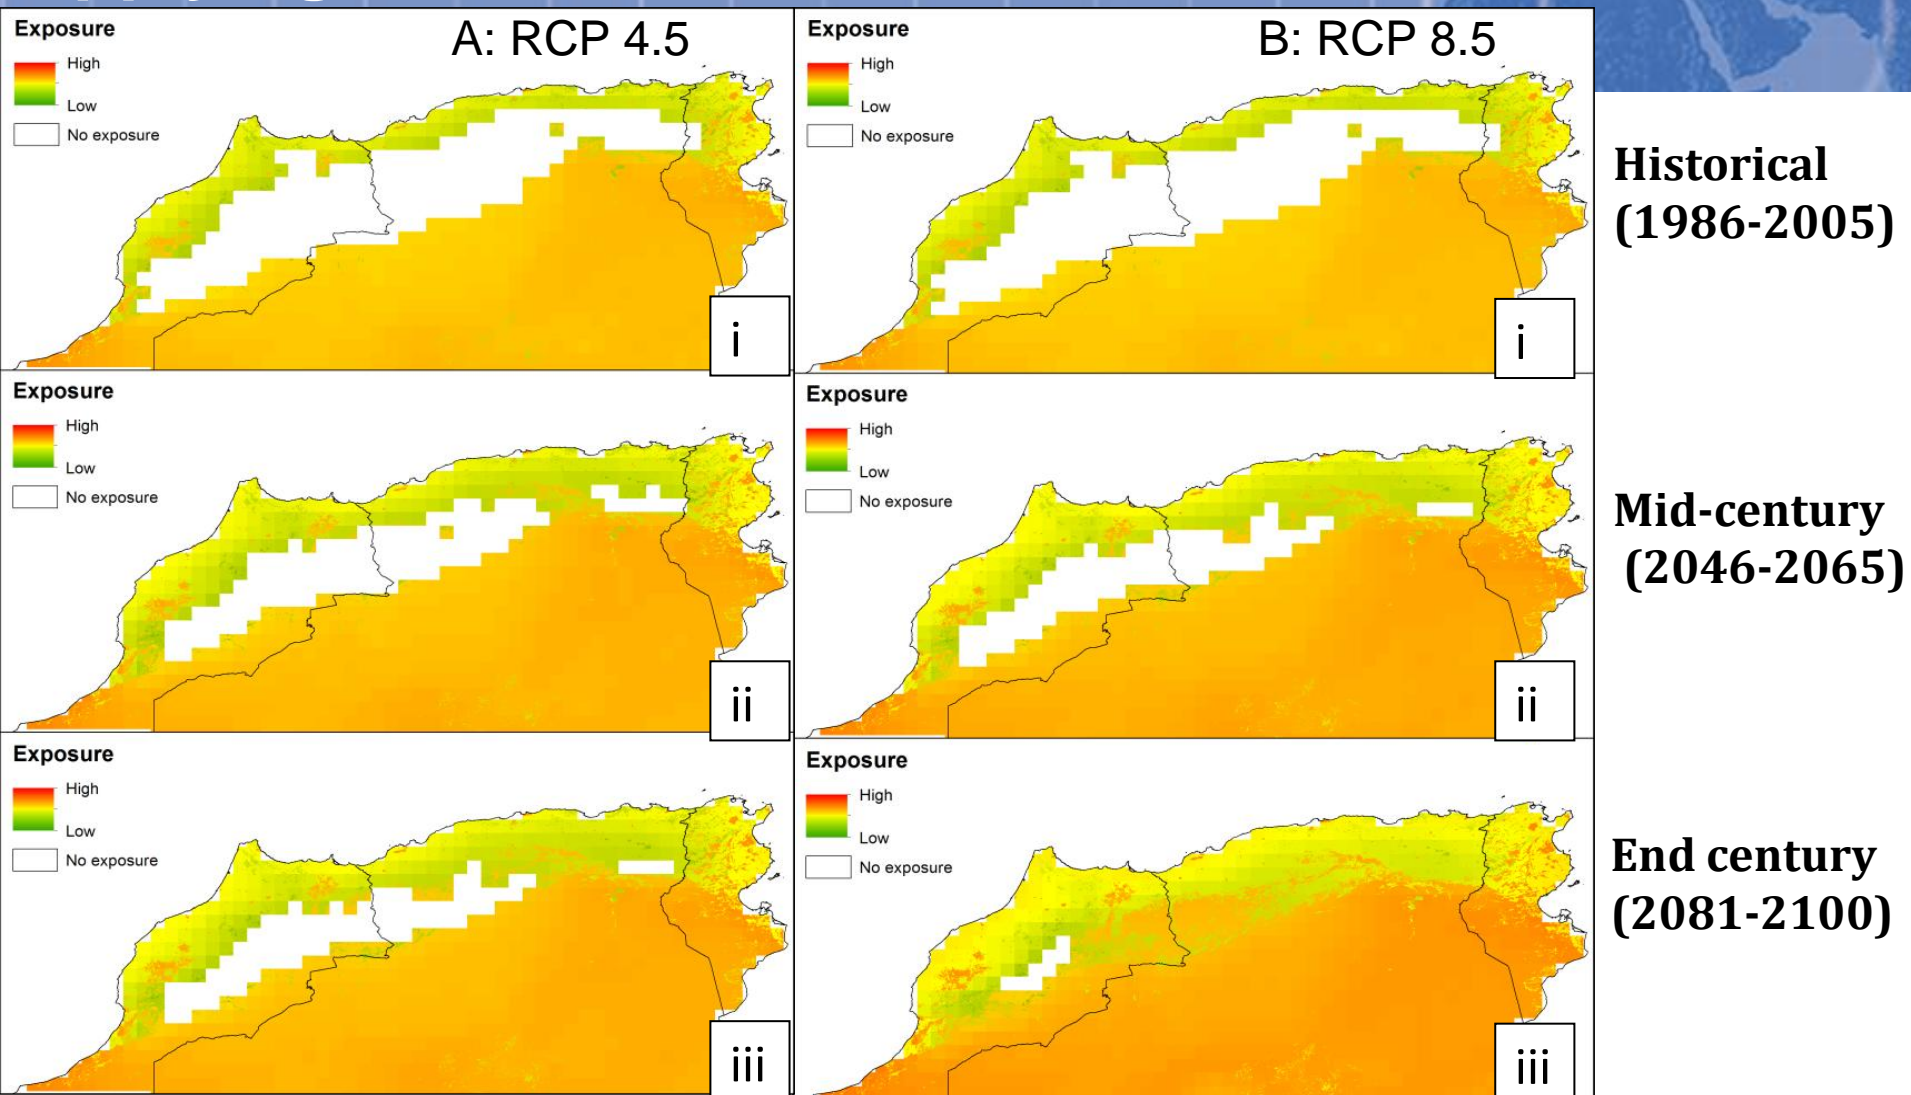 A: RCP 4.5
B: RCP 8.5
Exposure
High
Low
No exposure
i
Exposure
High
Low
No exposure
i
Historical
(1986-2005)
Exposure
High
Low
No exposure
ii
Exposure
High
Low
No exposure
ii
Mid-century
(2046-2065)
Exposure
High
Low
No exposure
iii
Exposure
High
Low
No exposure
iii
End century
(2081-2100)